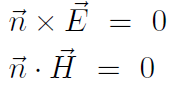 n⃗ × E⃗ = 0
n⃗ · H⃗ = 0